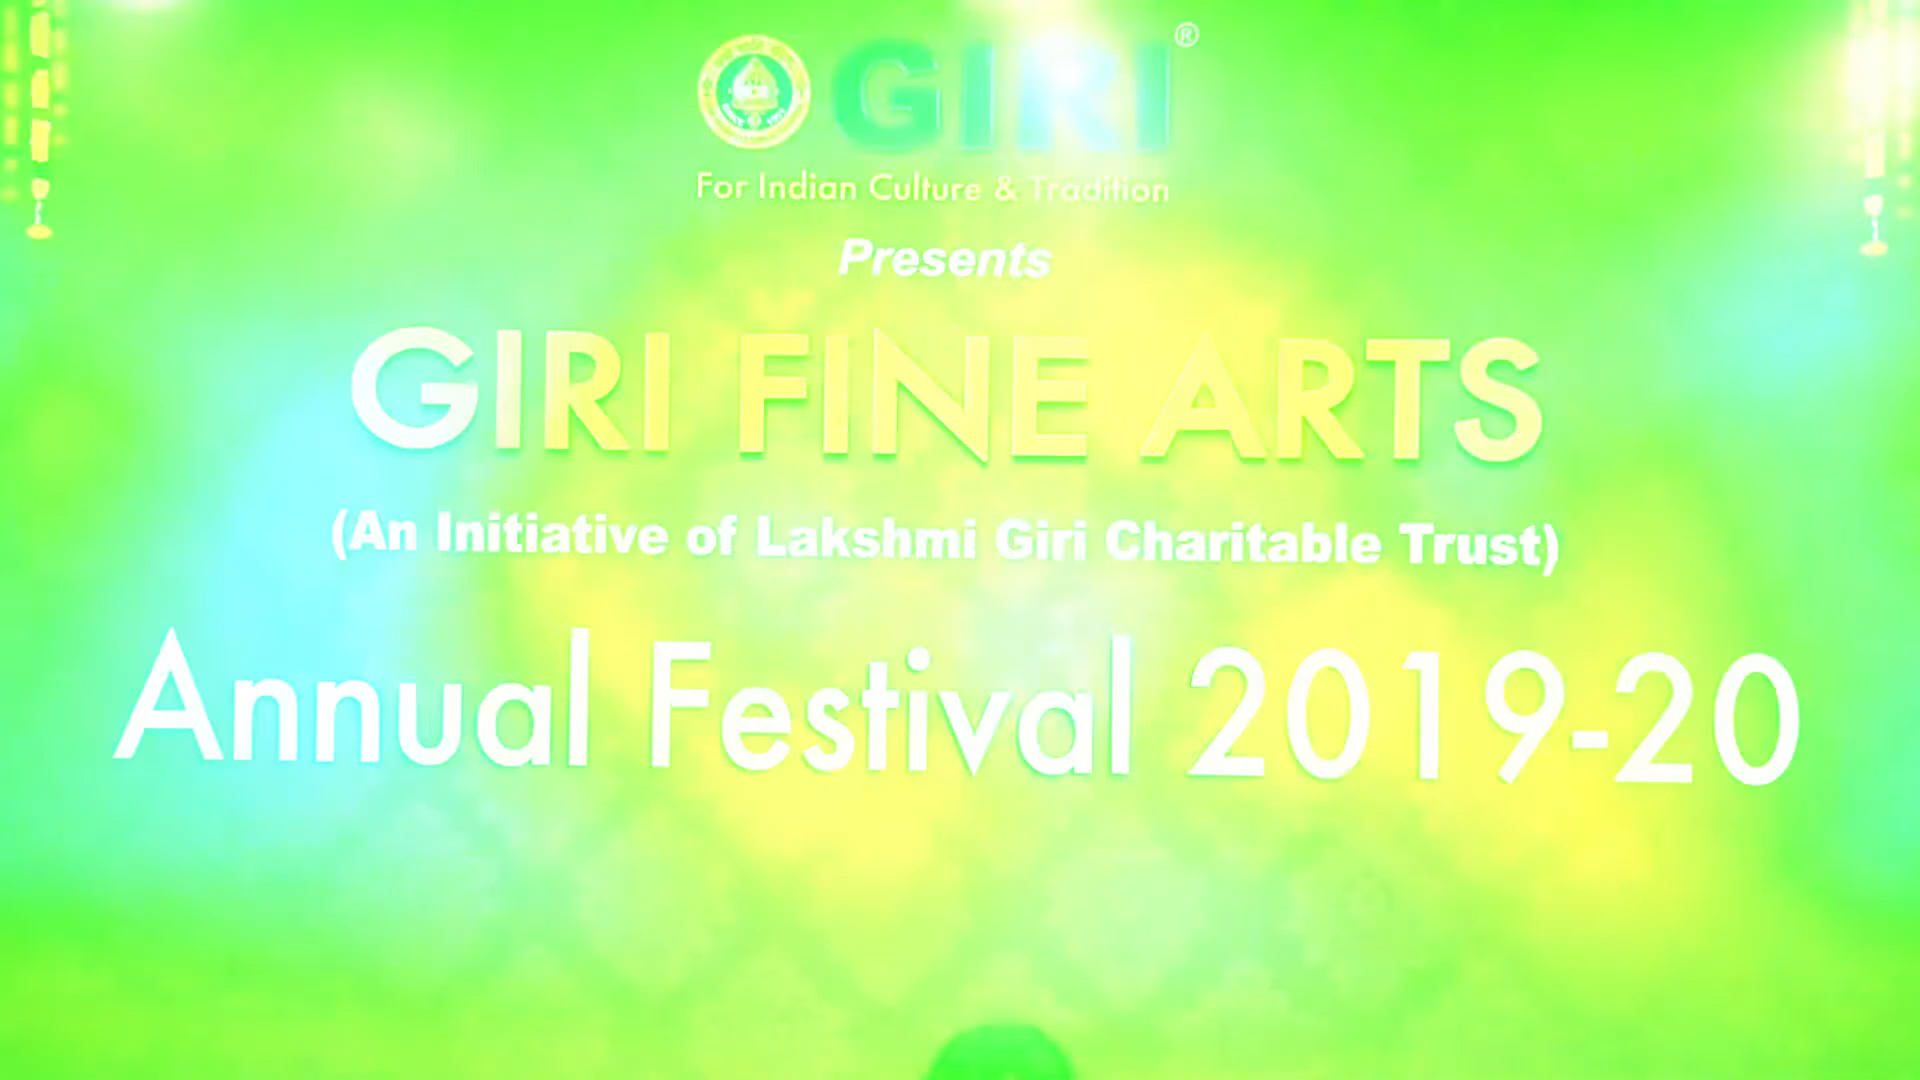 GIRI®
For Indian Culture & Tradition
Presents
GIRI FINE ARTS
(An Initiative of Lakshmi Giri Charitable Trust)
Annual Festival 2019-20